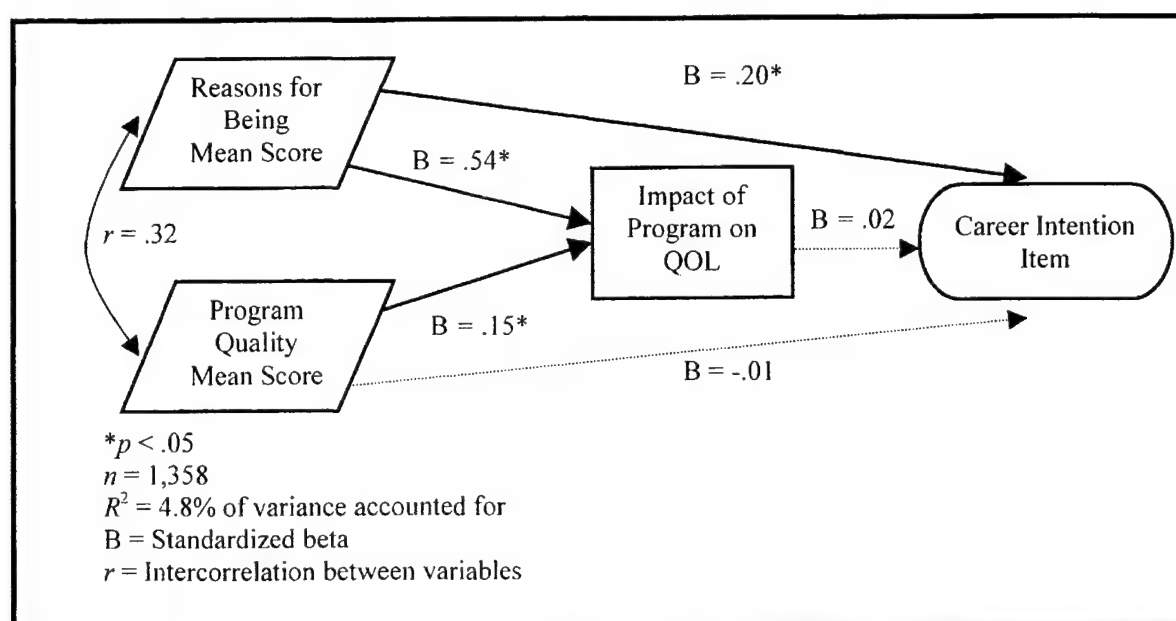 Reasons for
Being
Mean Score
B = .20*
B = .54*
Impact of
Program on
QOL
B = .02
Career Intention
Item
r = .32
Program
Quality
Mean Score
B = .15*
B = -.01
*p < .05
n = 1,358
R² = 4.8% of variance accounted for
B = Standardized beta
r = Intercorrelation between variables